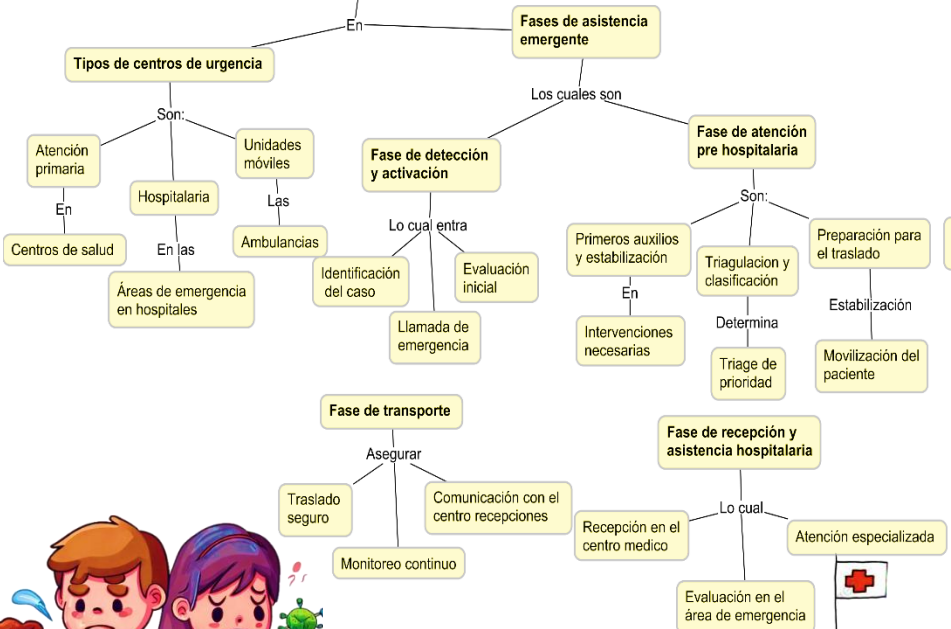 En
Fases de asistencia
emergente
Tipos de centros de urgencia
Los cuales son
Son:
Atención
primaria
En
Centros de salud
Hospitalaria
En las
Áreas de emergencia
en hospitales
Unidades
móviles
Las
Ambulancias
Fase de detección
y activación
Lo cual entra
Identificación
del caso
Llamada de
emergencia
Evaluación
inicial
Fase de atención
pre hospitalaria
Son:
Primeros auxilios
y estabilización
En
Intervenciones
necesarias
Triagulacion y
clasificación
Determina
Triage de
prioridad
Preparación para
el traslado
Estabilización
Movilización del
paciente
Fase de transporte
Asegurar
Traslado
seguro
Monitoreo continuo
Comunicación con el
centro recepciones
Fase de recepción y
asistencia hospitalaria
Lo cual
Recepción en el
centro medico
Evaluación en el
área de emergencia
Atención especializada